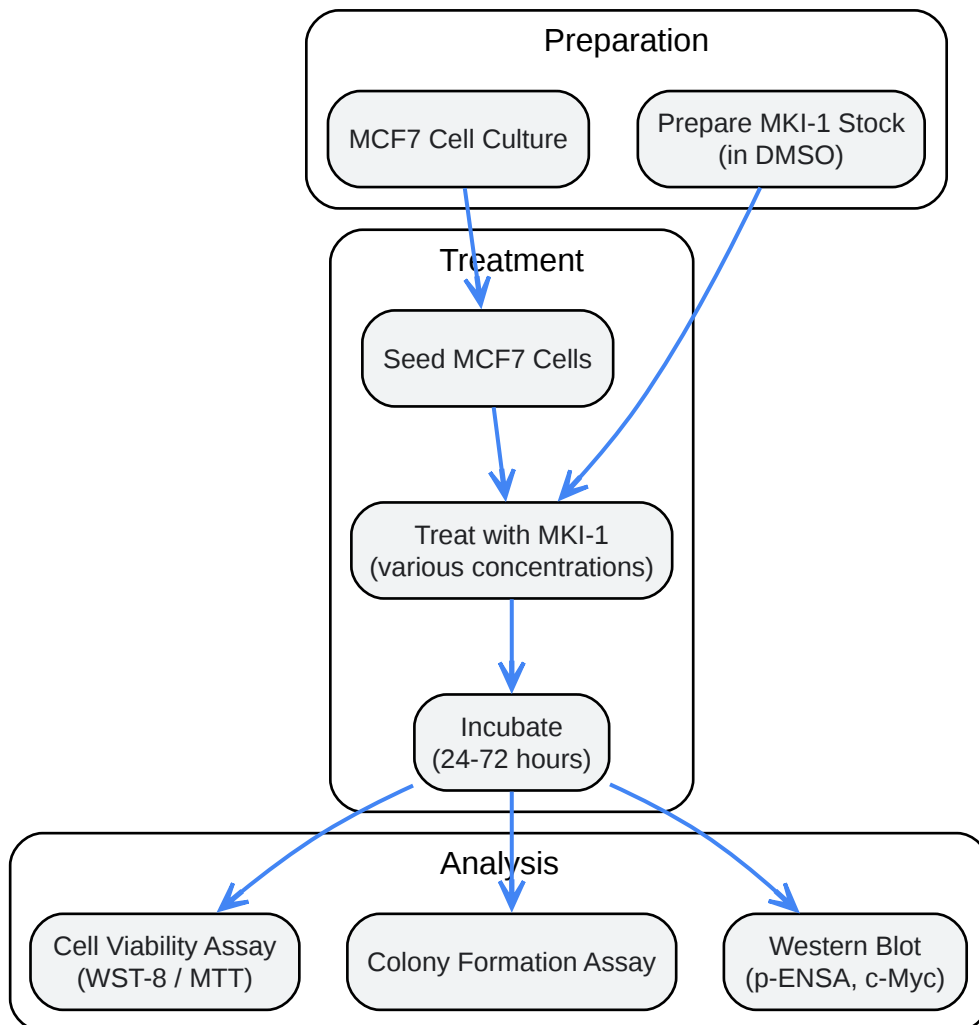 Preparation
MCF7 Cell Culture
Prepare MKI-1 Stock
(in DMSO)
Treatment
Seed MCF7 Cells
Treat with MKI-1
(various concentrations)
Incubate
(24-72 hours)
Analysis
Cell Viability Assay
(WST-8 / MTT)
Colony Formation Assay
Western Blot
(p-ENSA, c-Myc)